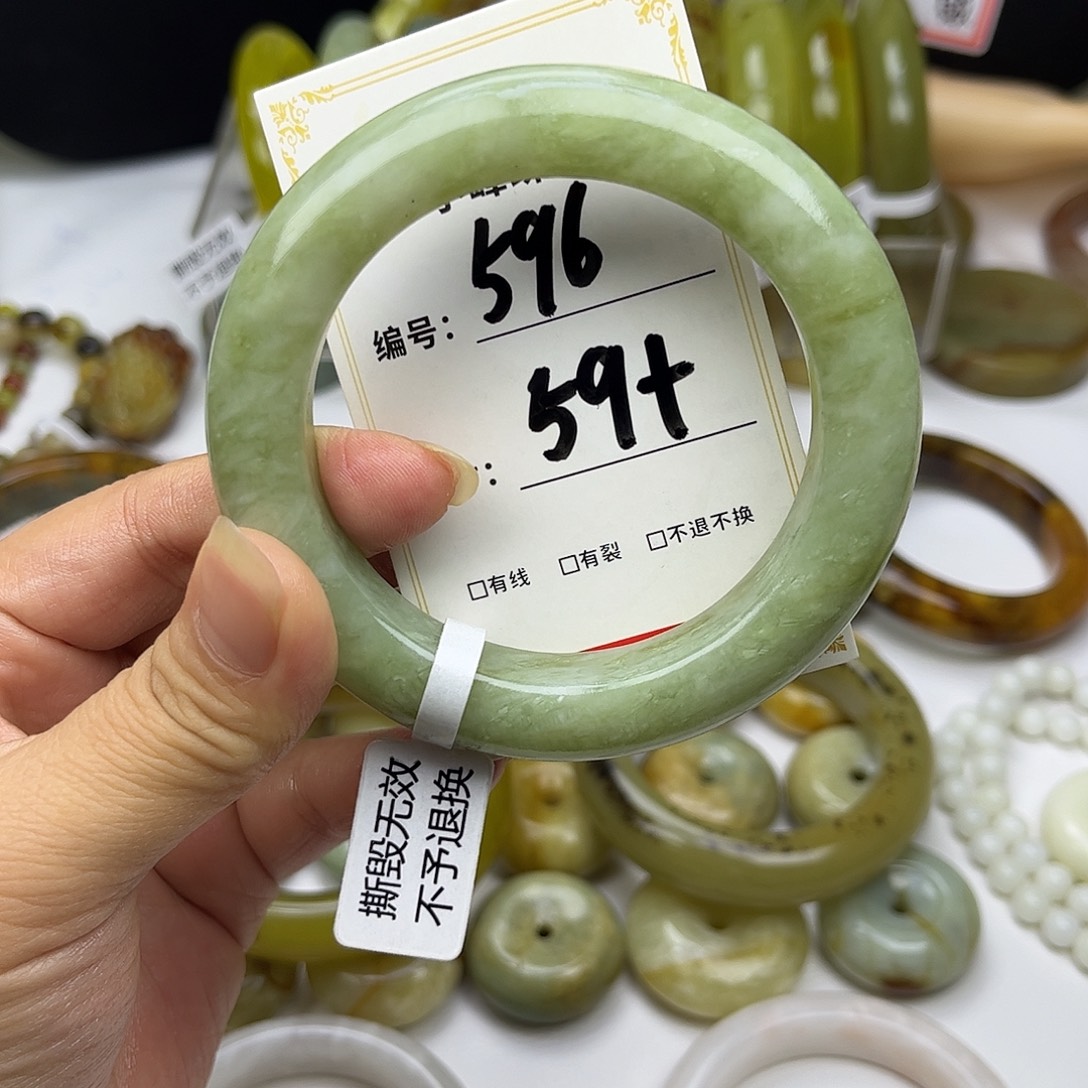 编号：596
59+
□有线 □有裂 □不退不换
撕毁无效
不予退换